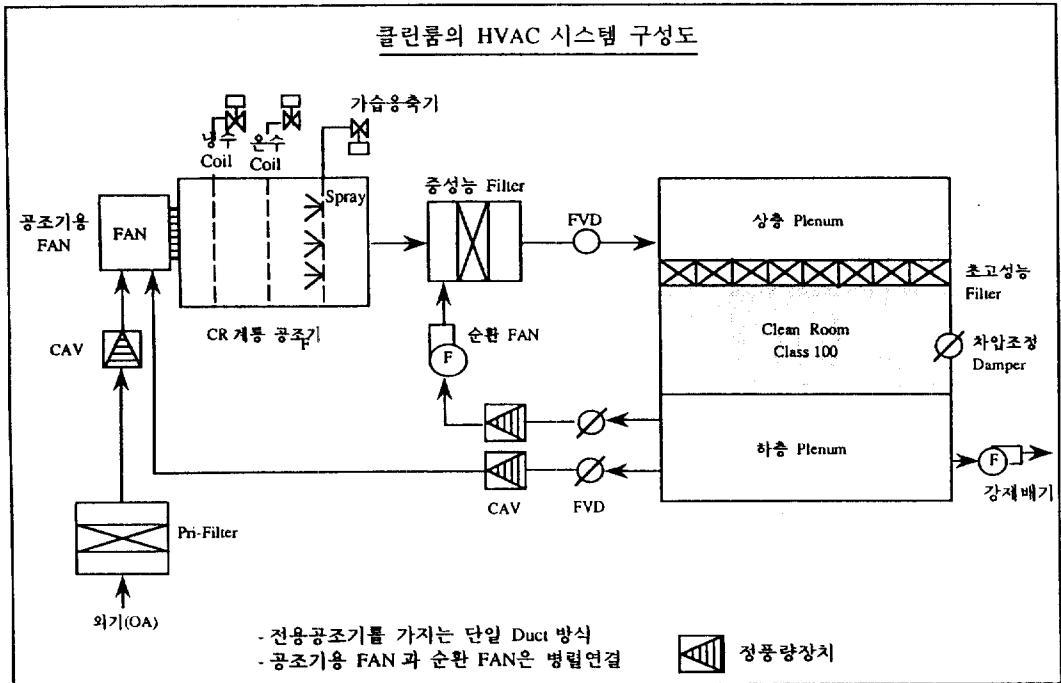 클린룸의 HVAC 시스템 구성도
가습응축기
냉수
Coil
온수
Coil
Spray
중성능 Filter
FVD
상층 Plenum
공조기용
FAN
FAN
초고성능
Filter
CR 계통 공조기
F
순환 FAN
F
Clean Room
Class 100
차압조정
Damper
CAV
하층 Plenum
F
강제배기
CAV
FVD
Pri-Filter
외기(OA)
- 전용공조기를 가지는 단일 Duct 방식
- 공조기용 FAN 과 순환 FAN은 병렬연결
정풍량장치